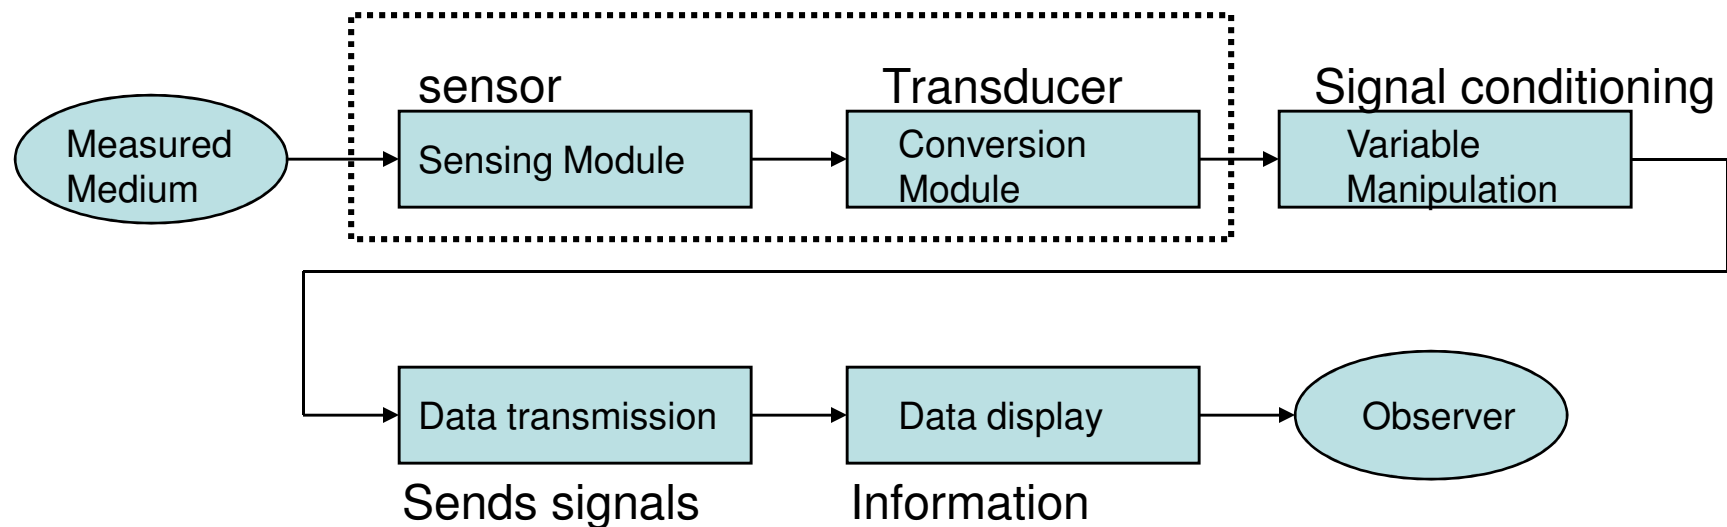 sensor
Transducer
Signal conditioning
Measured
Medium
Sensing Module
Conversion
Module
Variable
Manipulation
Data transmission
Data display
Observer
Sends signals
Information